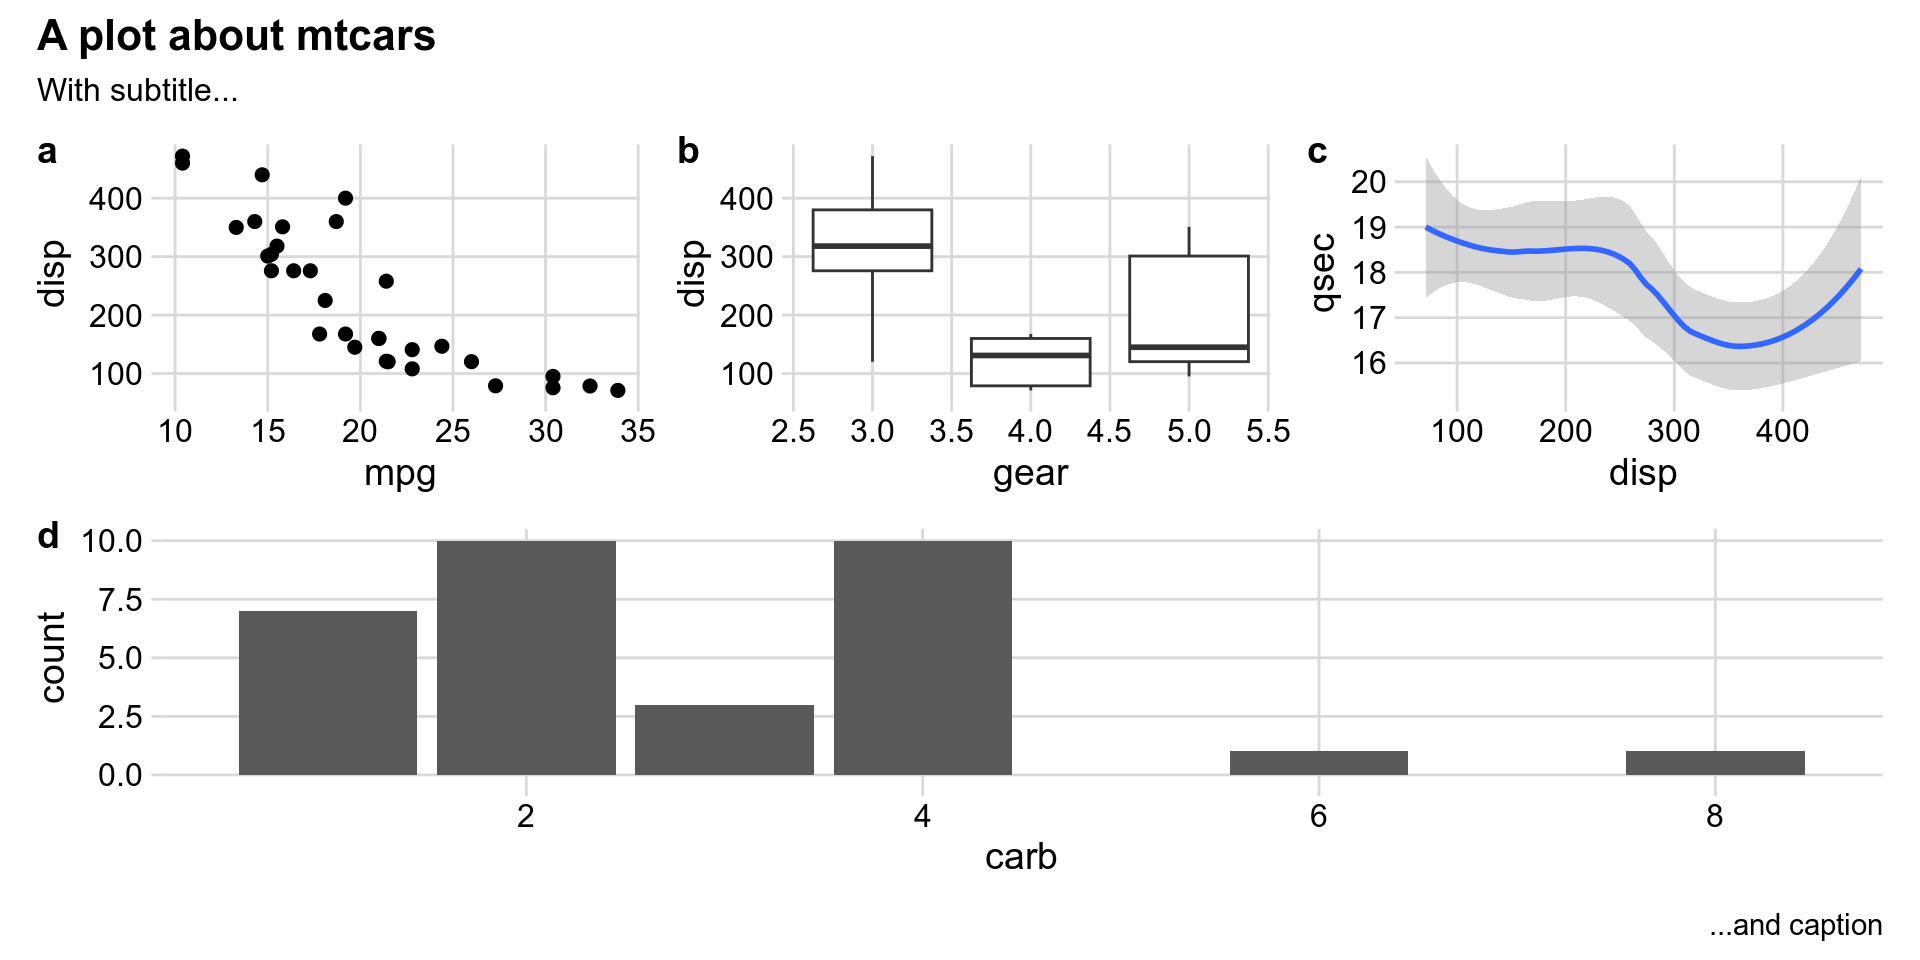 A plot about mtcars
With subtitle...
a
disp
400
300
200
100
10 15 20 25 30 35
mpg
b
disp
400
300
200
100
2.5 3.0 3.5 4.0 4.5 5.0 5.5
gear
c
qsec
20
19
18
17
16
100 200 300 400
disp
d
count
10.0
7.5
5.0
2.5
0.0
2 4 6 8
carb
...and caption